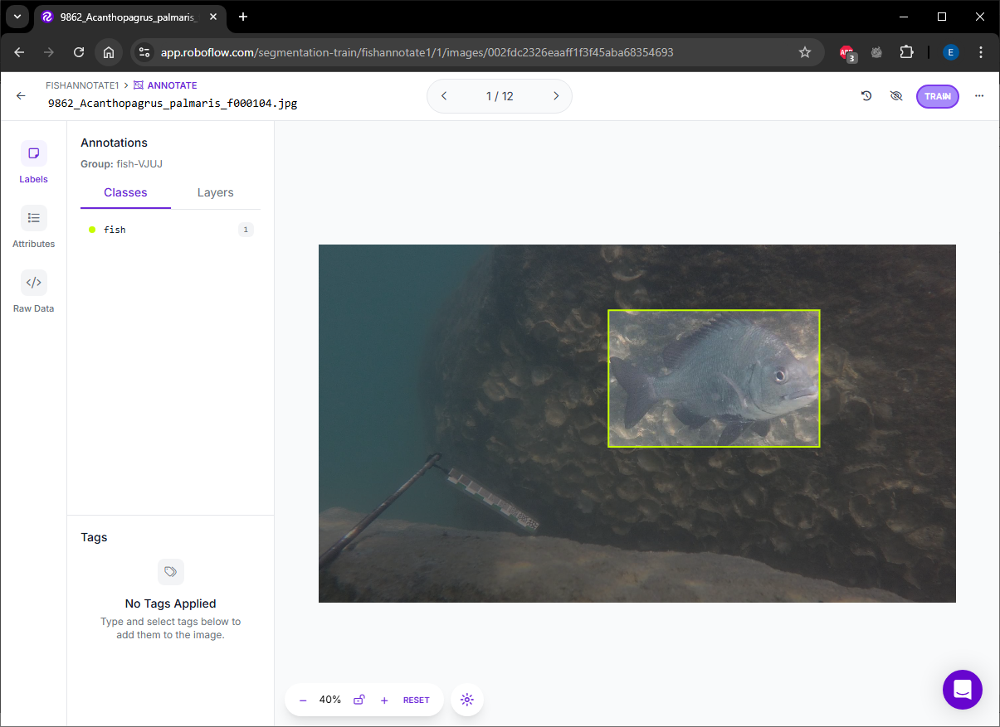 9862_Acanthopagrus_palmaris_
app.roboflow.com/segmentation-train/fishannotate1/1/images/002fdc2326eaaff1f3f45aba68354693
3
E
FISHANNOTATE1 > ANNOTATE
9862_Acanthopagrus_palmaris_f000104.jpg
1 / 12
TRAIN
Labels
Attributes
</>
Raw Data
Annotations
Group: fish-VJUJ
Classes
Layers
fish
1
Tags
No Tags Applied
Type and select tags below to
add them to the image.
40%
RESET